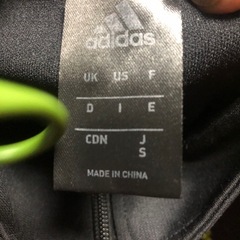 adidas
UK US F
D I E
CDN J
S
MADE IN CHINA